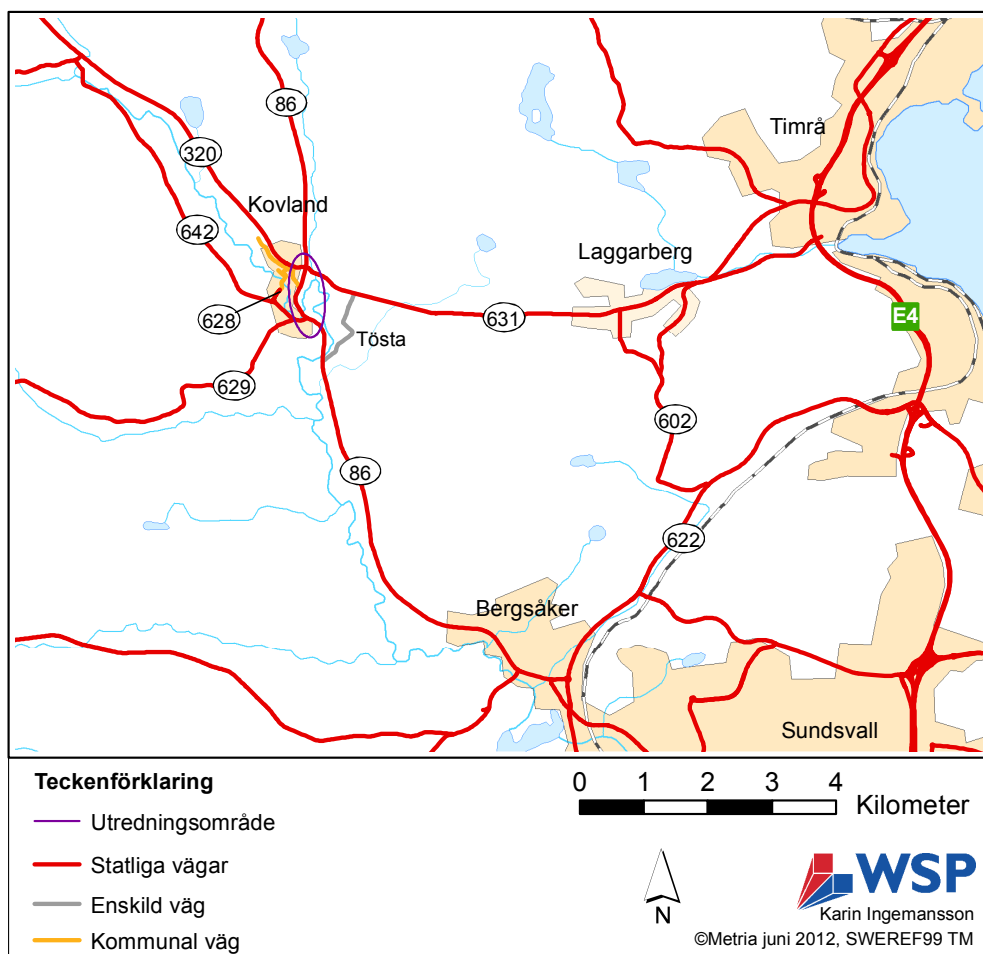 Timrå
86
320
Kovland
642
Laggarberg
628
631
E4
Tösta
629
602
86
622
Bergsåker
Sundsvall
Teckenförklaring
Utredningsområde
Statliga vägar
Enskild väg
Kommunal väg
0 1 2 3 4
Kilometer
N
WSP
Karin Ingemansson
©Metria juni 2012, SWEREF99 TM